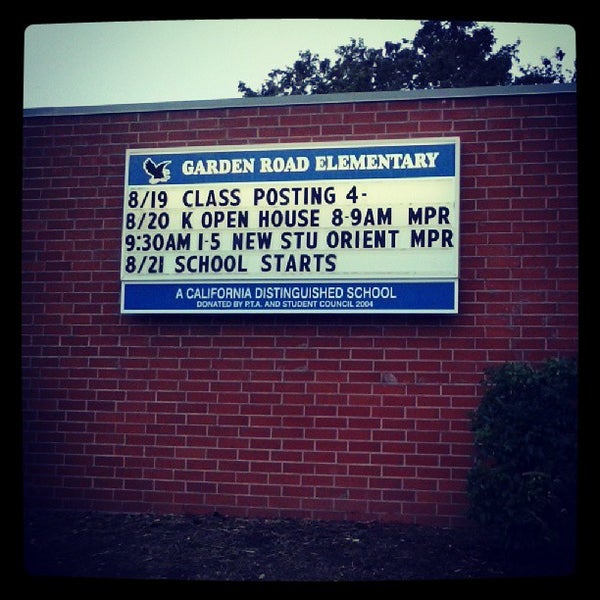 GARDEN ROAD ELEMENTARY
8/19 CLASS POSTING 4-
8/20 K OPEN HOUSE 8-9AM MPR
9:30AM 1-5 NEW STU ORIENT MPR
8/21 SCHOOL STARTS
A CALIFORNIA DISTINGUISHED SCHOOL
DONATED BY P.T.A. AND STUDENT COUNCIL 2004